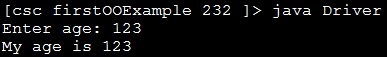 [csc firstOOExample 232 ]> java Driver
Enter age: 123
My age is 123